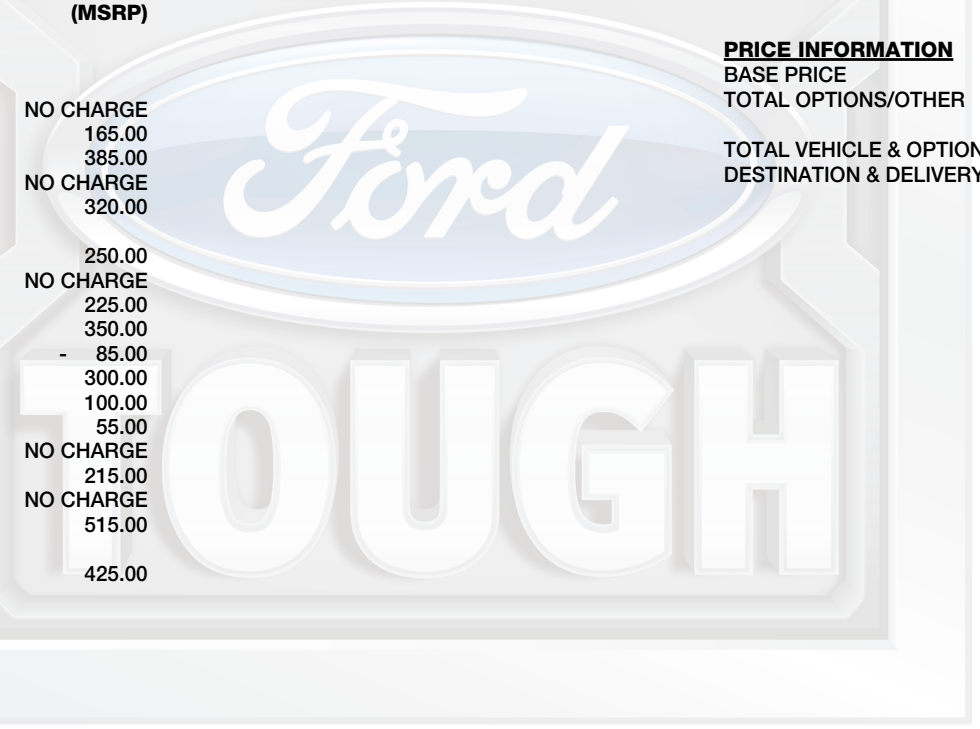 (MSRP)
NO CHARGE
165.00
385.00
NO CHARGE
320.00
250.00
NO CHARGE
225.00
350.00
- 85.00
300.00
100.00
55.00
NO CHARGE
215.00
NO CHARGE
515.00
425.00
PRICE INFORMATION
BASE PRICE
TOTAL OPTIONS/OTHER
TOTAL VEHICLE & OPTION
DESTINATION & DELIVERY
Ford
TOUGH